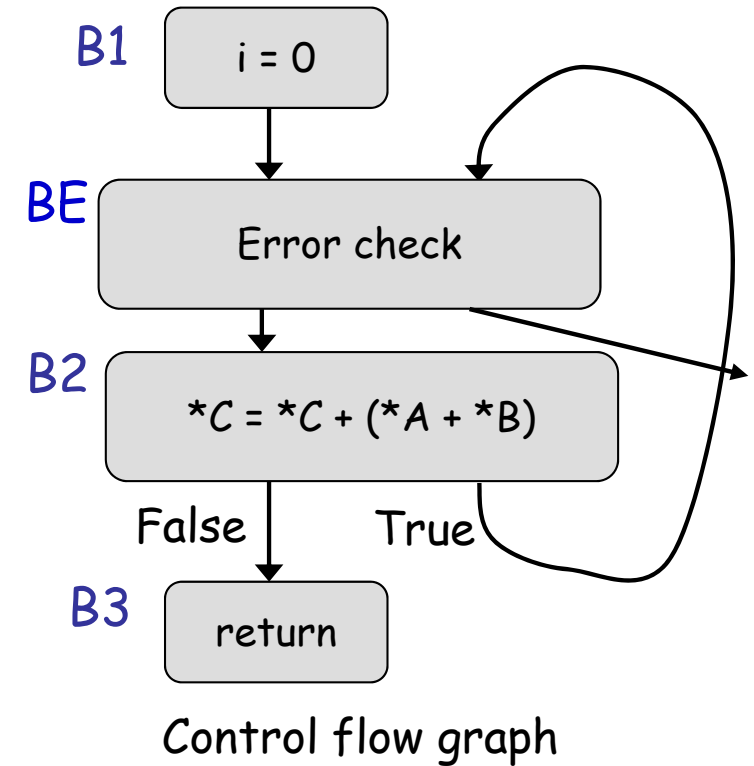 B1
i = 0
BE
Error check
B2
*C = *C + (*A + *B)
False
True
B3
return
Control flow graph